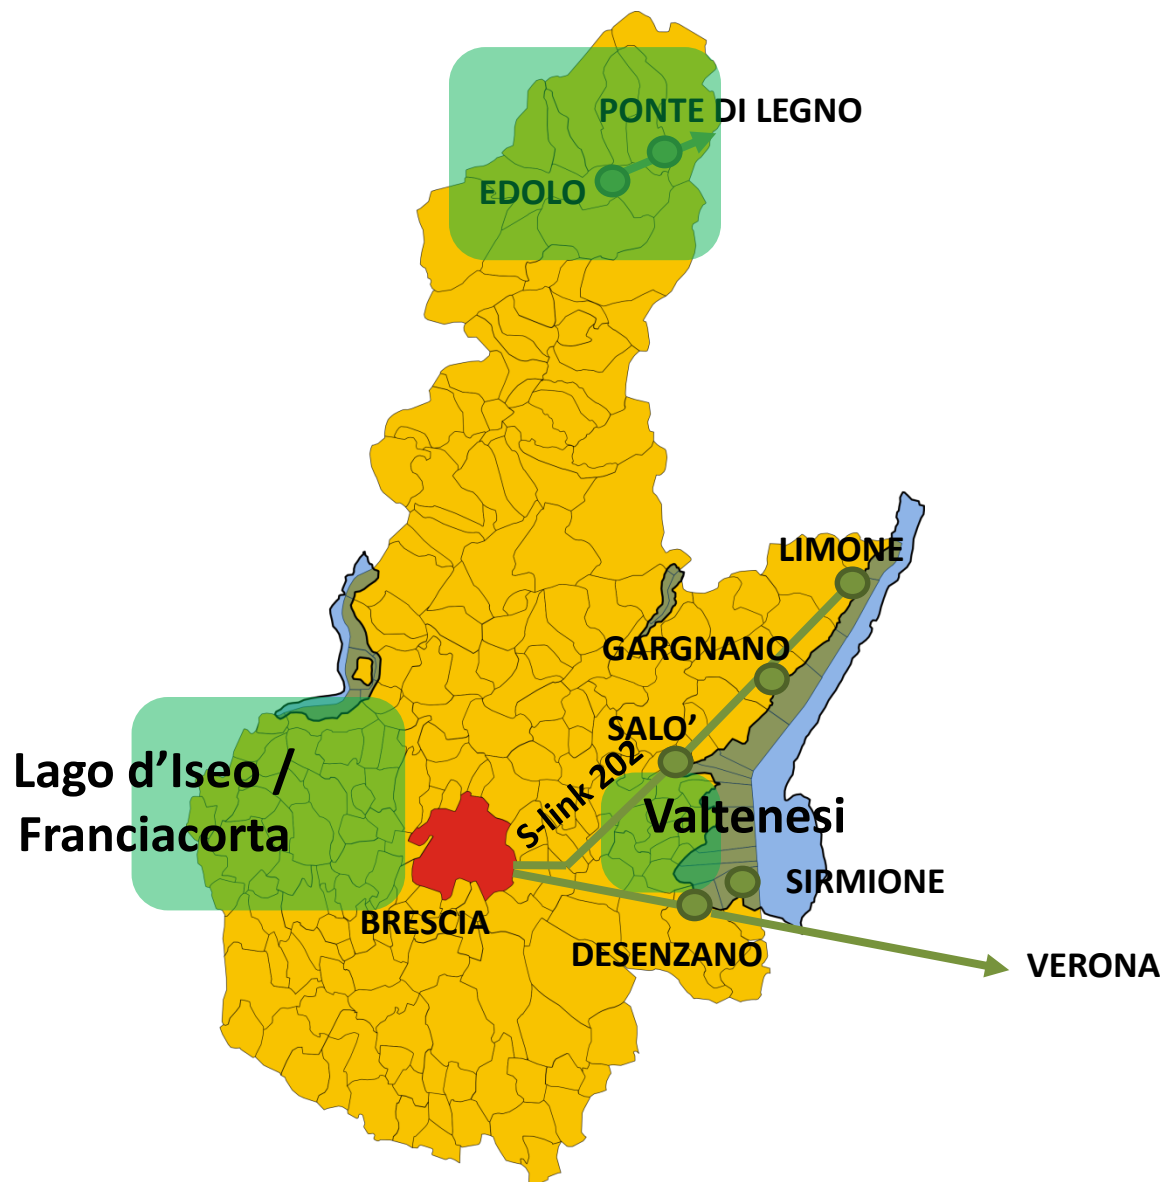 PONTE DI LEGNO
EDOLO
LIMONE
GARGNANO
SALO’
S-link 202
Lago d’Iseo /
Franciacorta
Valtenesi
SIRMIONE
BRESCIA
DESENZANO
VERONA